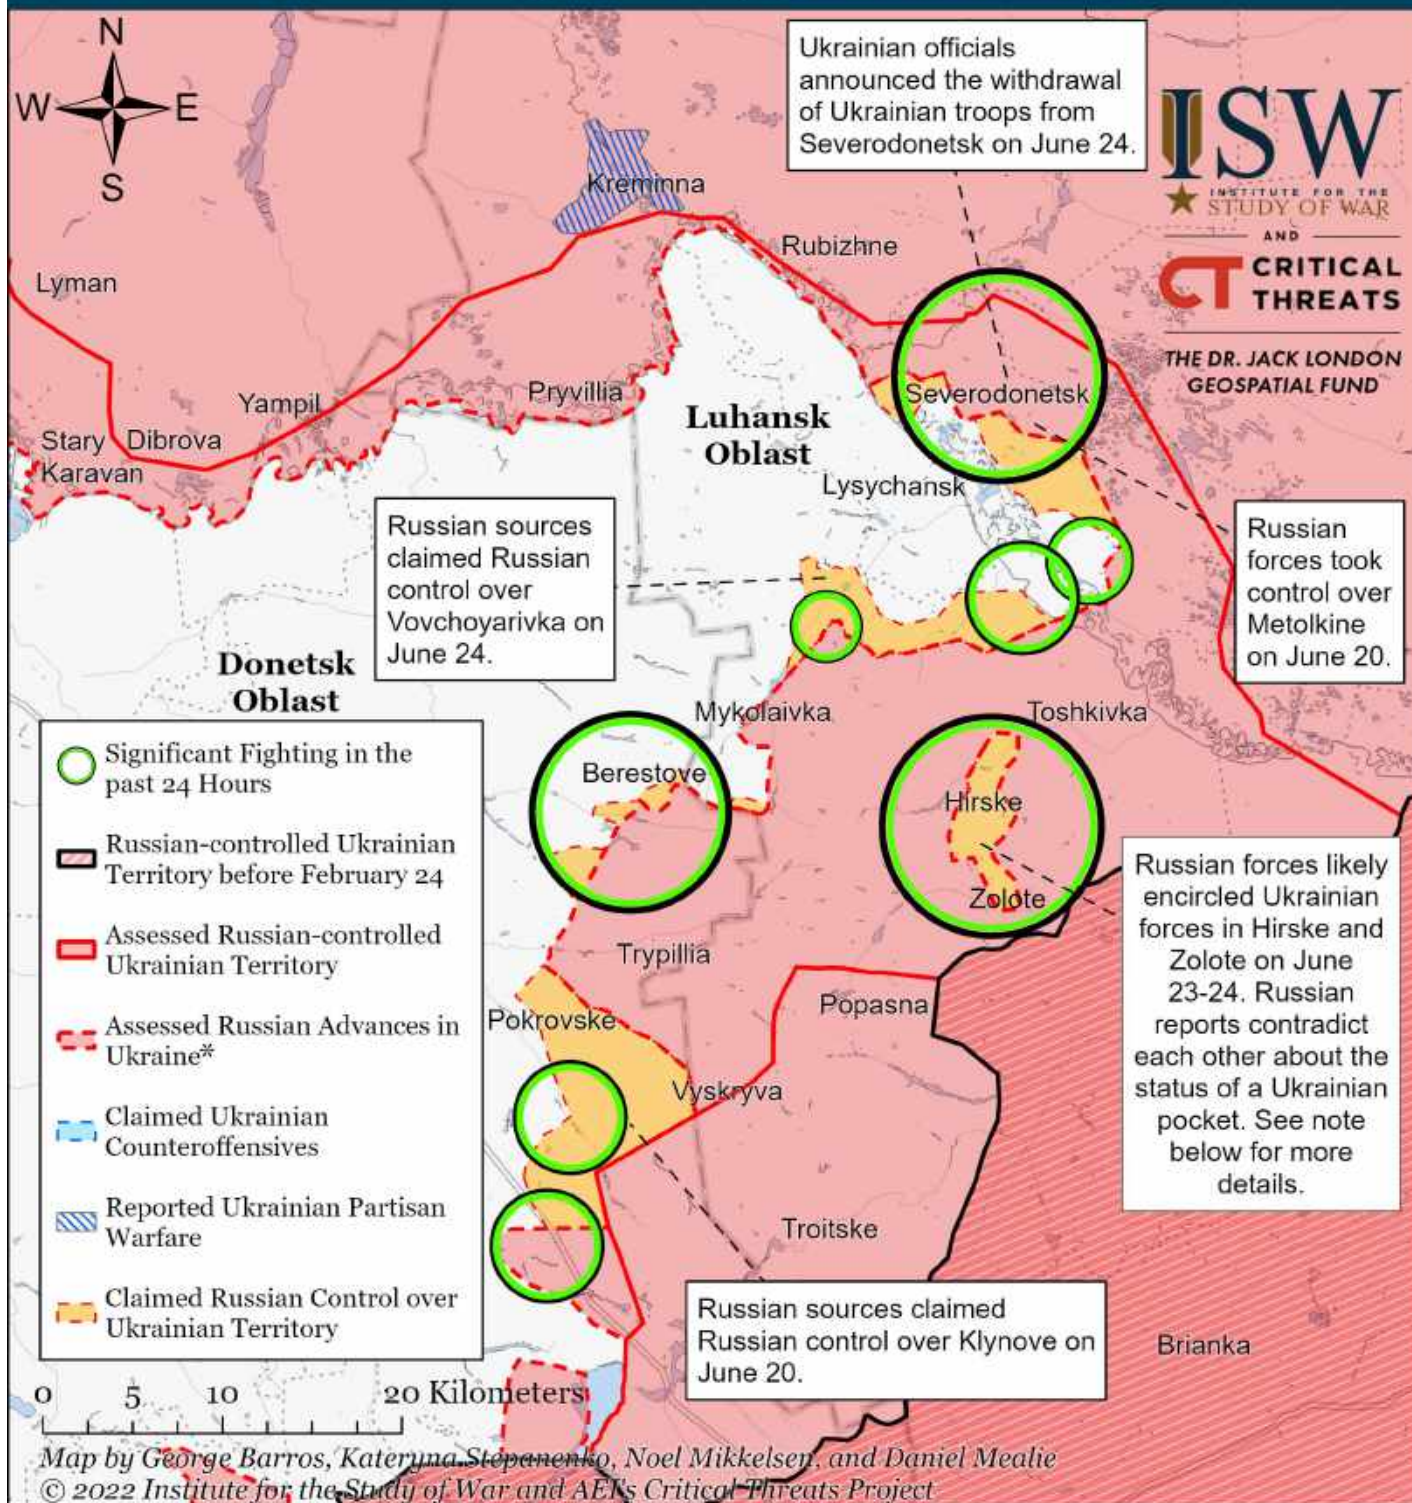 N
W E
S
Ukrainian officials
announced the withdrawal
of Ukrainian troops from
Severodonetsk on June 24.
ISW
INSTITUTE FOR THE
STUDY OF WAR
AND
CT CRITICAL
THREATS
THE DR. JACK LONDON
GEOSPATIAL FUND
Kreminna
Rubizhne
Lyman
Pryvillia
Yampil
Stary
Karavan
Dibrova
Severodonetsk
Luhansk
Oblast
Lysychansk
Russian sources
claimed Russian
control over
Vovchoyarivka on
June 24.
Russian
forces took
control over
Metolkine
on June 20.
Donetsk
Oblast
Mykolaivka
Toshkivka
Berestove
Hirske
Zolote
Russian forces likely
encircled Ukrainian
forces in Hirske and
Zolote on June
23-24. Russian
reports contradict
each other about the
status of a Ukrainian
pocket. See note
below for more
details.
Trypillia
Popasna
Pokrovske
Vyskryva
Troitske
Brianka
Russian sources claimed
Russian control over Klynove on
June 20.
Significant Fighting in the
past 24 Hours
Russian-controlled Ukrainian
Territory before February 24
Assessed Russian-controlled
Ukrainian Territory
Assessed Russian Advances in
Ukraine*
Claimed Ukrainian
Counteroffensives
Reported Ukrainian Partisan
Warfare
Claimed Russian Control over
Ukrainian Territory
0 5 10 20 Kilometers
Map by George Barros, Kateryna Stepanenko, Noel Mikkelsen, and Daniel Mealie
© 2022 Institute for the Study of War and AEI's Critical Threats Project